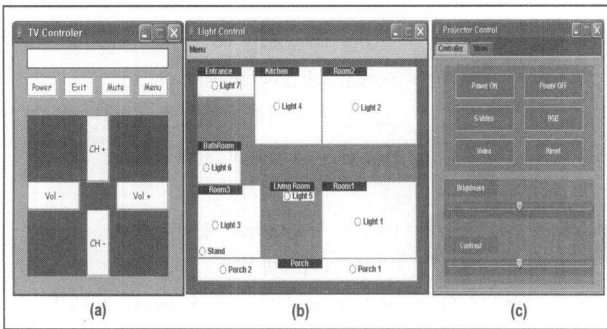 TV Controler
Power Exit Mute Menu
CH +
Vol - Vol +
CH -
(a)
Light Control
Menu
Entrance Kitchen Room2
Light 7
Light 4 Light 2
BathRoom
Light 6
Room3 Living Room Room1
Light 5
Light 3 Light 1
Stand
Porch
Porch 2 Porch 1
(b)
Projector Control
Controller
Power ON Power OFF
S-Video RGB
Video Reset
Brightness
Contrast
(c)